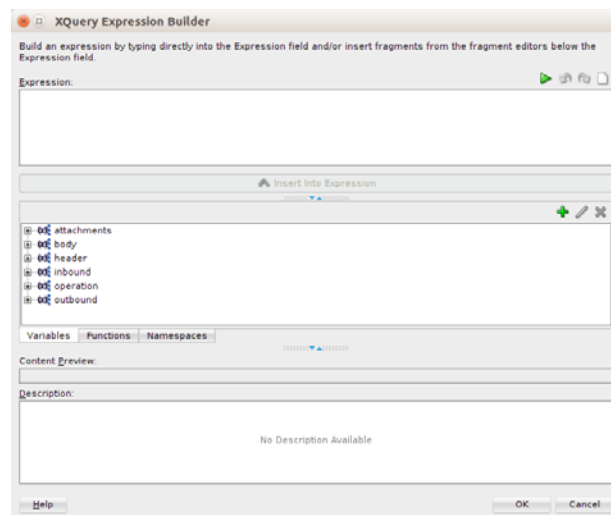 XQuery Expression Builder
Build an expression by typing directly into the Expression field and/or insert fragments from the fragment editors below the
Expression field.
Expression:
Insert Into Expression
attachments
body
header
inbound
operation
outbound
Variables Functions Namespaces
Content Preview:
Description:
No Description Available
Help OK Cancel